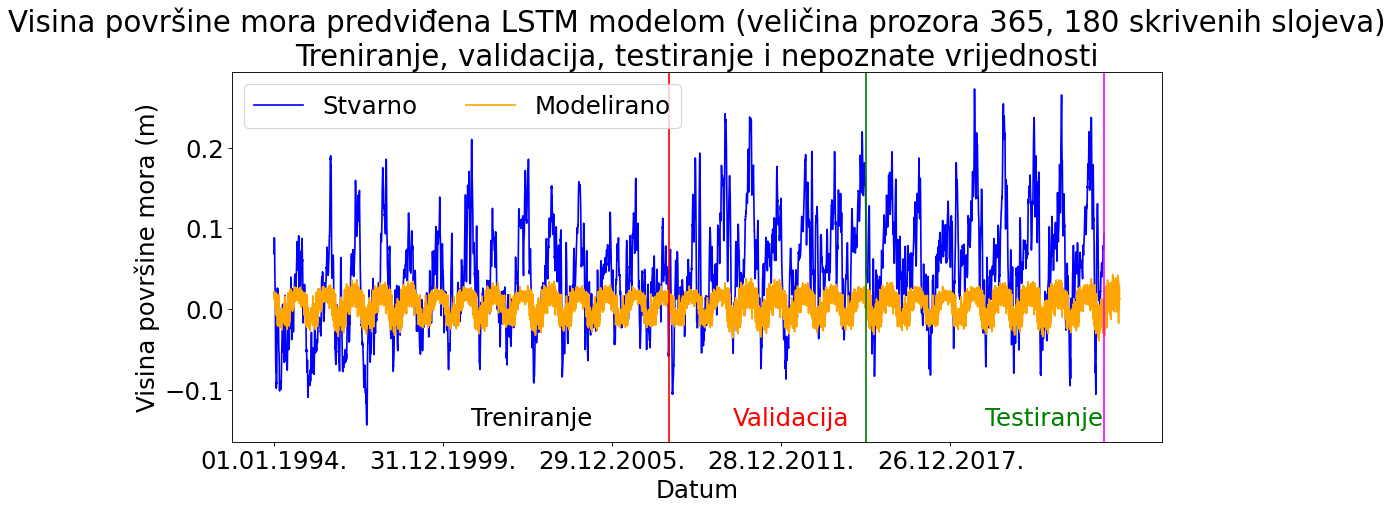 Visina površine mora predviđena LSTM modelom (veličina prozora 365, 180 skrivenih slojeva)
Treniranje, validacija, testiranje i nepoznate vrijednosti
Stvarno
Modelirano
Visina površine mora (m)
0.2
0.1
0.0
−0.1
Treniranje
Validacija
Testiranje
01.01.1994.
31.12.1999.
29.12.2005.
28.12.2011.
26.12.2017.
Datum